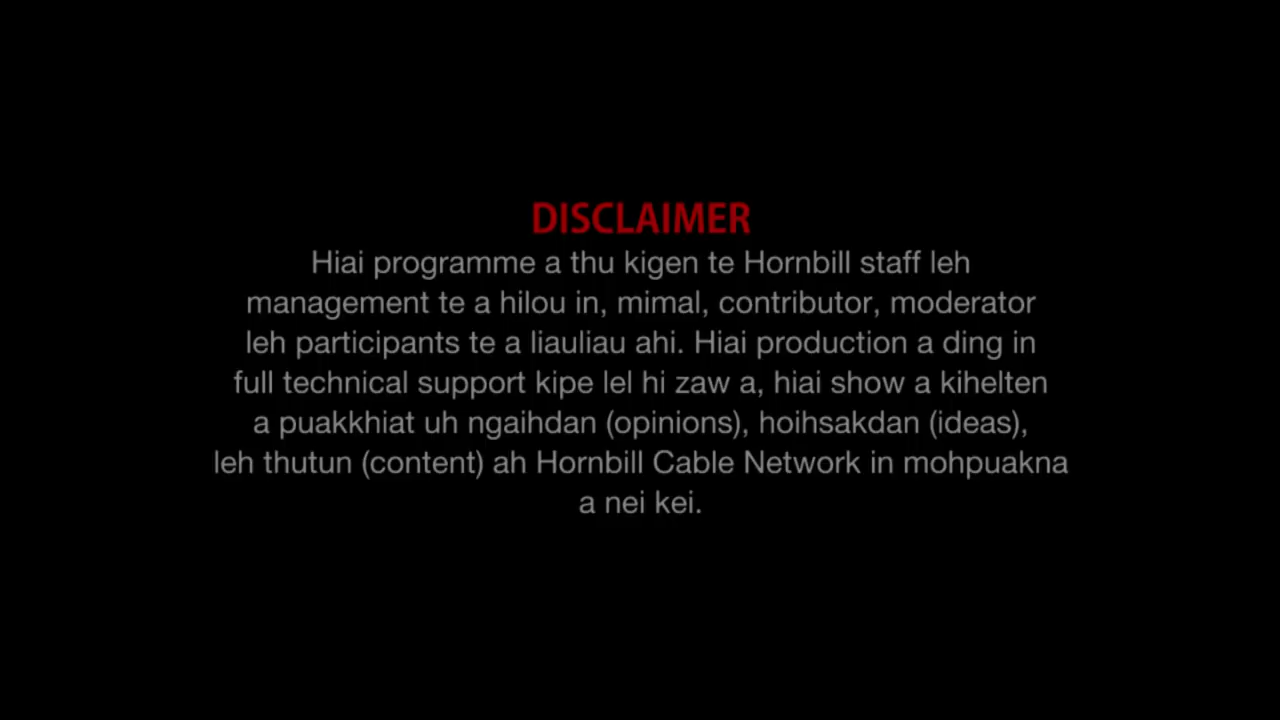 DISCLAIMER
Hiai programme a thu kigen te Hornbill staff leh
management te a hilou in, mimal, contributor, moderator
leh participants te a liauliau ahi. Hiai production a ding in
full technical support kipe lel hi zaw a, hiai show a kihelten
a puakkhiat uh ngaihdan (opinions), hoihsakdan (ideas),
leh thutun (content) ah Hornbill Cable Network in mohpuakna
a nei kei.